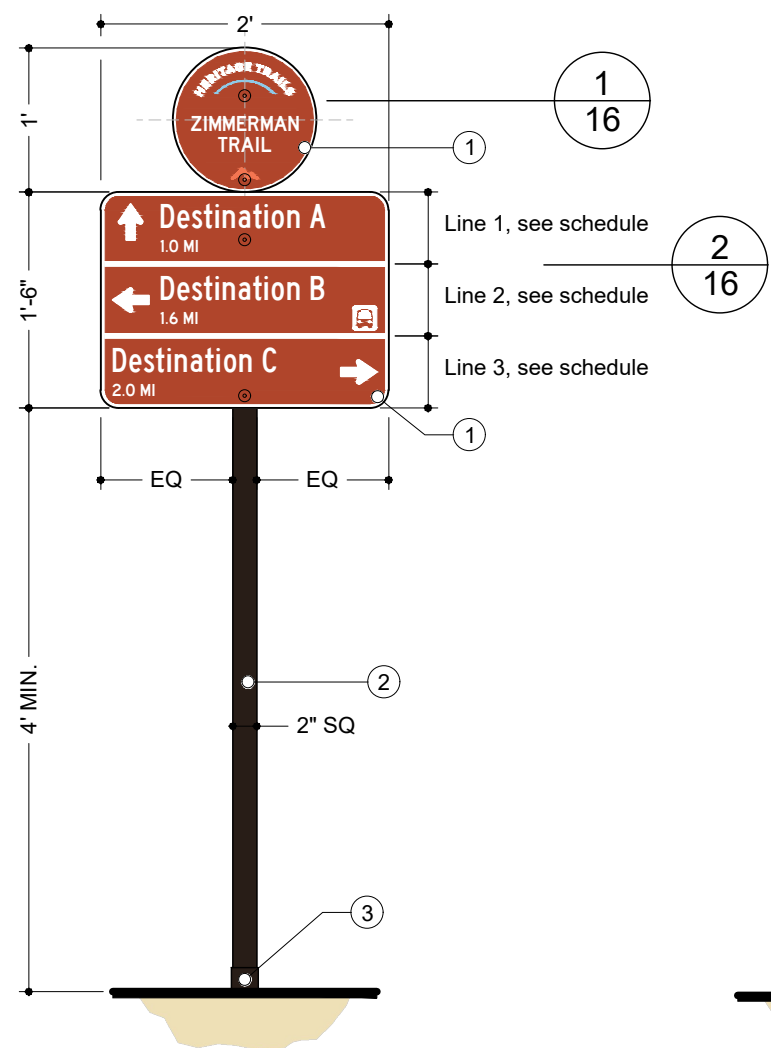 2'
1'
HERITAGE TRAILS
ZIMMERMAN
TRAIL
1
16
1
1'-6"
Destination A
1.0 MI
Line 1, see schedule
2
16
Destination B
1.6 MI
Line 2, see schedule
Destination C
2.0 MI
Line 3, see schedule
1
EQ
EQ
4' MIN.
2
2" SQ
3